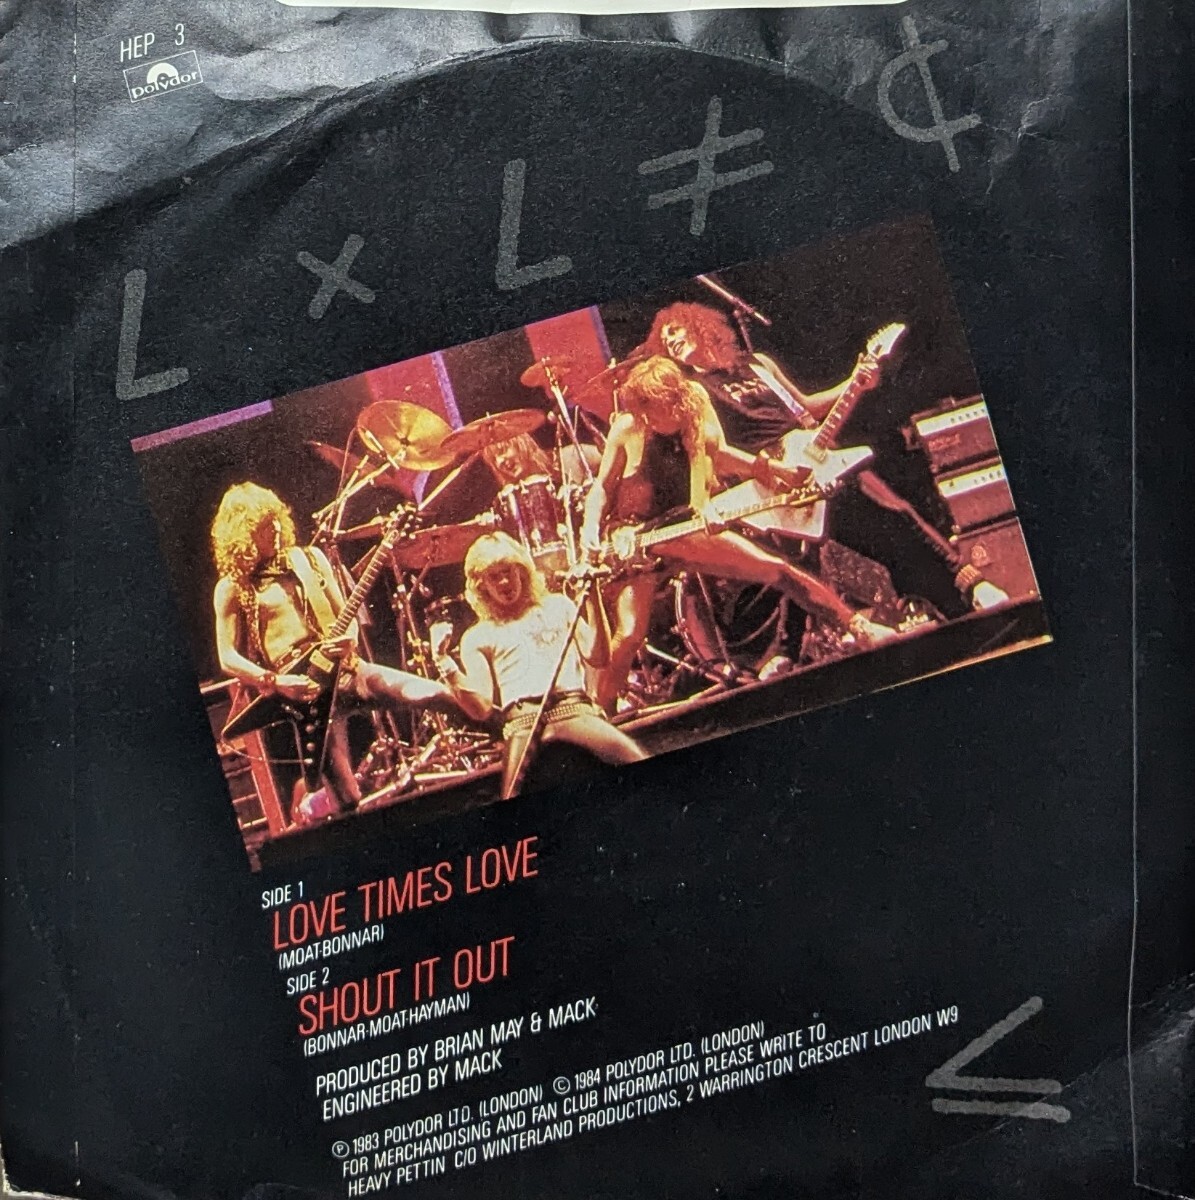 HEP 3
polydor
L × L ≠ ¢
SIDE 1
LOVE TIMES LOVE
(MOAT·BONNAR)
SIDE 2
SHOUT IT OUT
(BONNAR·MOAT·HAYMAN)
PRODUCED BY BRIAN MAY & MACK
ENGINEERED BY MACK
Ⓟ 1983 POLYDOR LTD. (LONDON) © 1984 POLYDOR LTD. (LONDON)
FOR MERCHANDISING AND FAN CLUB INFORMATION PLEASE WRITE TO
HEAVY PETTIN C/O WINTERLAND PRODUCTIONS, 2 WARRINGTON CRESCENT LONDON W9
≤